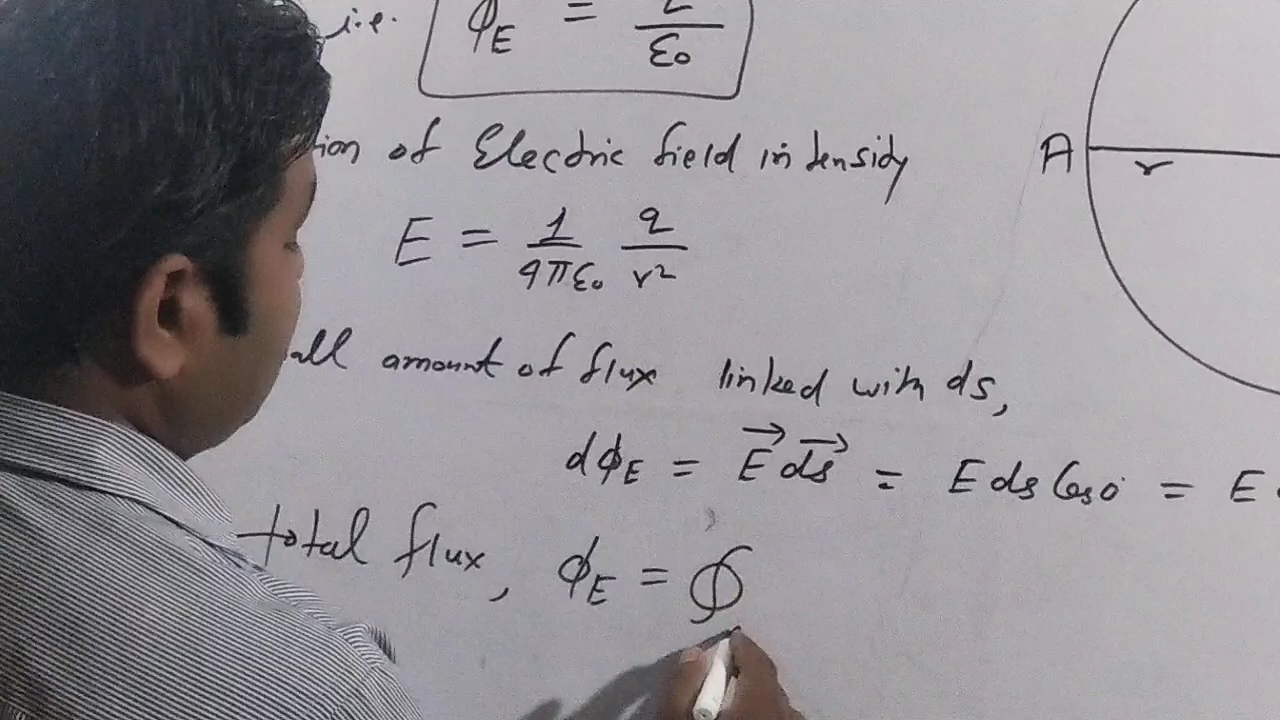 i.e. ϕE = / ε0
of Electric field intensity
A r
E = 1/4πε0 q/r²
all amount of flux linked with ds,
dϕE = E⃗ ds⃗ = E ds Cos0° = E
total flux, ϕE = ∮